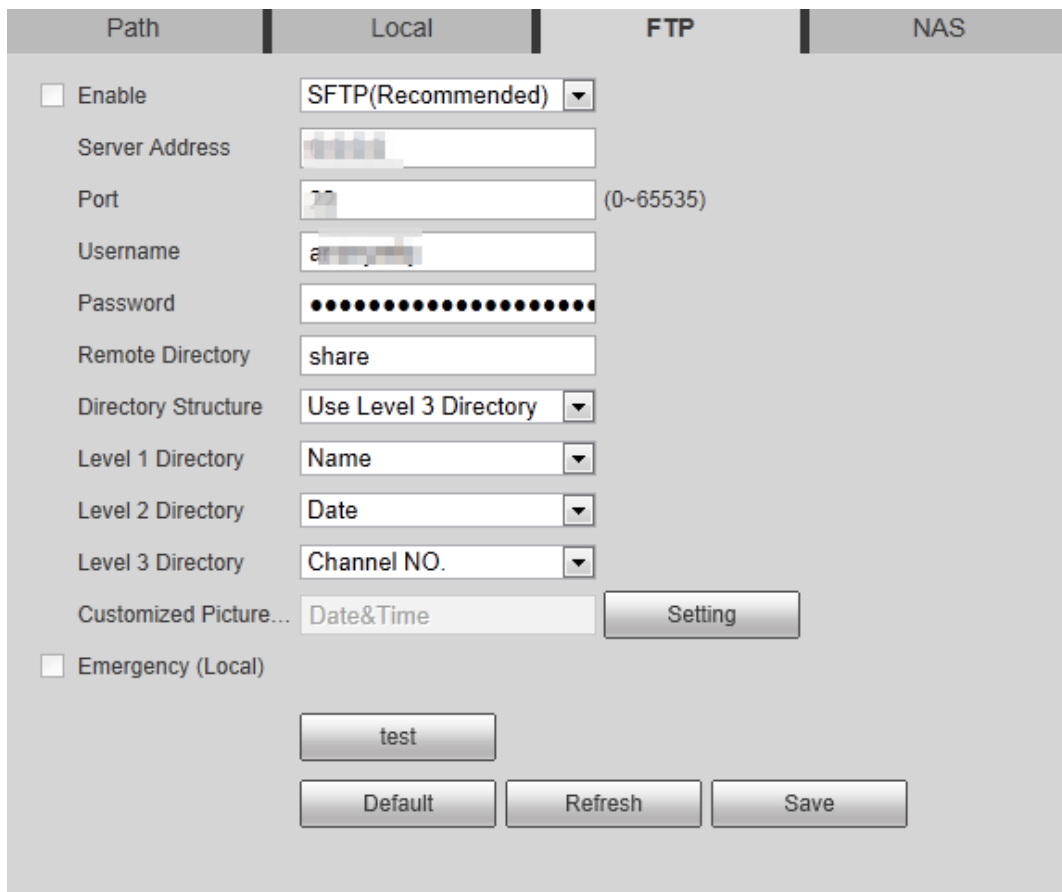 Path Local FTP NAS
Enable SFTP(Recommended)
Server Address
Port (0~65535)
Username
Password ●●●●●●●●●●●●●●●●●●●●
Remote Directory share
Directory Structure Use Level 3 Directory
Level 1 Directory Name
Level 2 Directory Date
Level 3 Directory Channel NO.
Customized Picture... Date&Time Setting
Emergency (Local)
test
Default Refresh Save